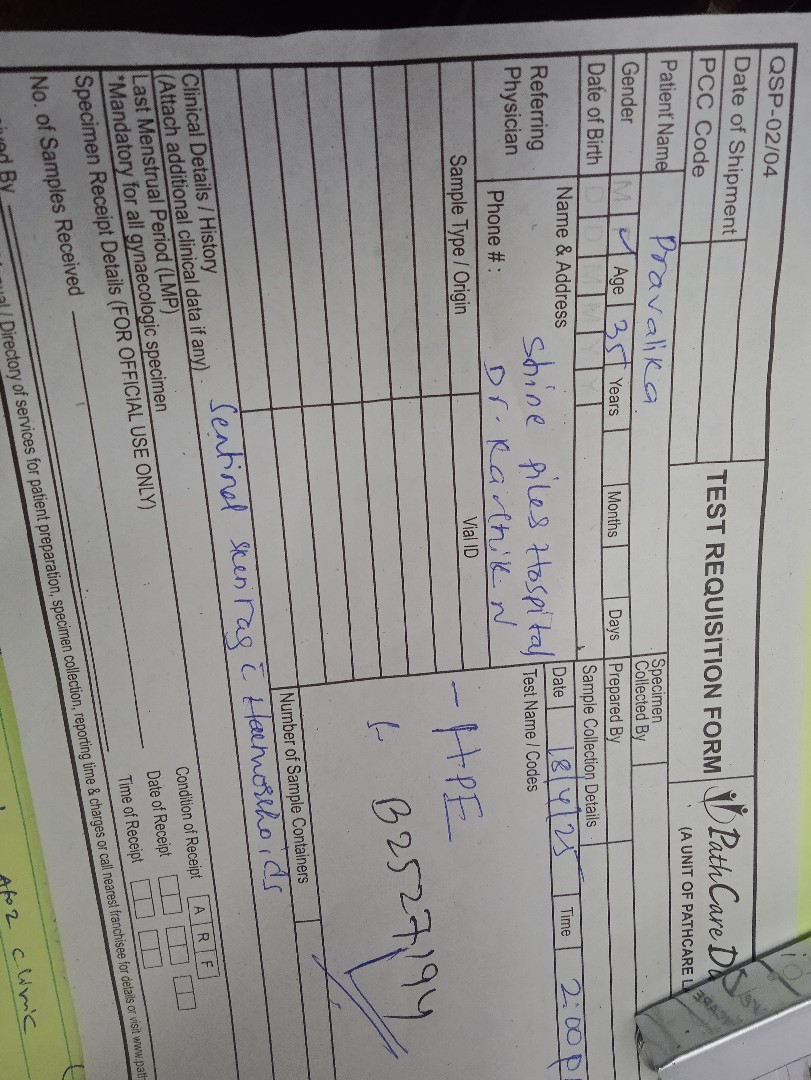 QSP-02/04
TEST REQUISITION FORM
PathCare
(A UNIT OF PATHCARE
Date of Shipment
PCC Code
Patient Name Pravalika
Specimen Collected By
Gender M ✓ Age 35 Years Months Days
Prepared By
Date of Birth D D M M Y Y
Sample Collection Details
Date 18/4/25 Time 2:00 P
Referring Physician
Name & Address Shine Piles Hospital
Dr. Karthik N
Phone #:
Test Name / Codes
- HPE
B2527,194
Sample Type / Origin Vial ID
Number of Sample Containers
Clinical Details / History
(Attach additional clinical data if any)
Sentinal c̄ Haemorrhoids
Last Menstrual Period (LMP)
*Mandatory for all gynaecologic specimen
Specimen Receipt Details (FOR OFFICIAL USE ONLY)
Condition of Receipt A R F
Date of Receipt
Time of Receipt
No. of Samples Received
By
Directory of services for patient preparation, specimen collection, reporting time & charges or call nearest franchisee for details or visit www.path
clinic